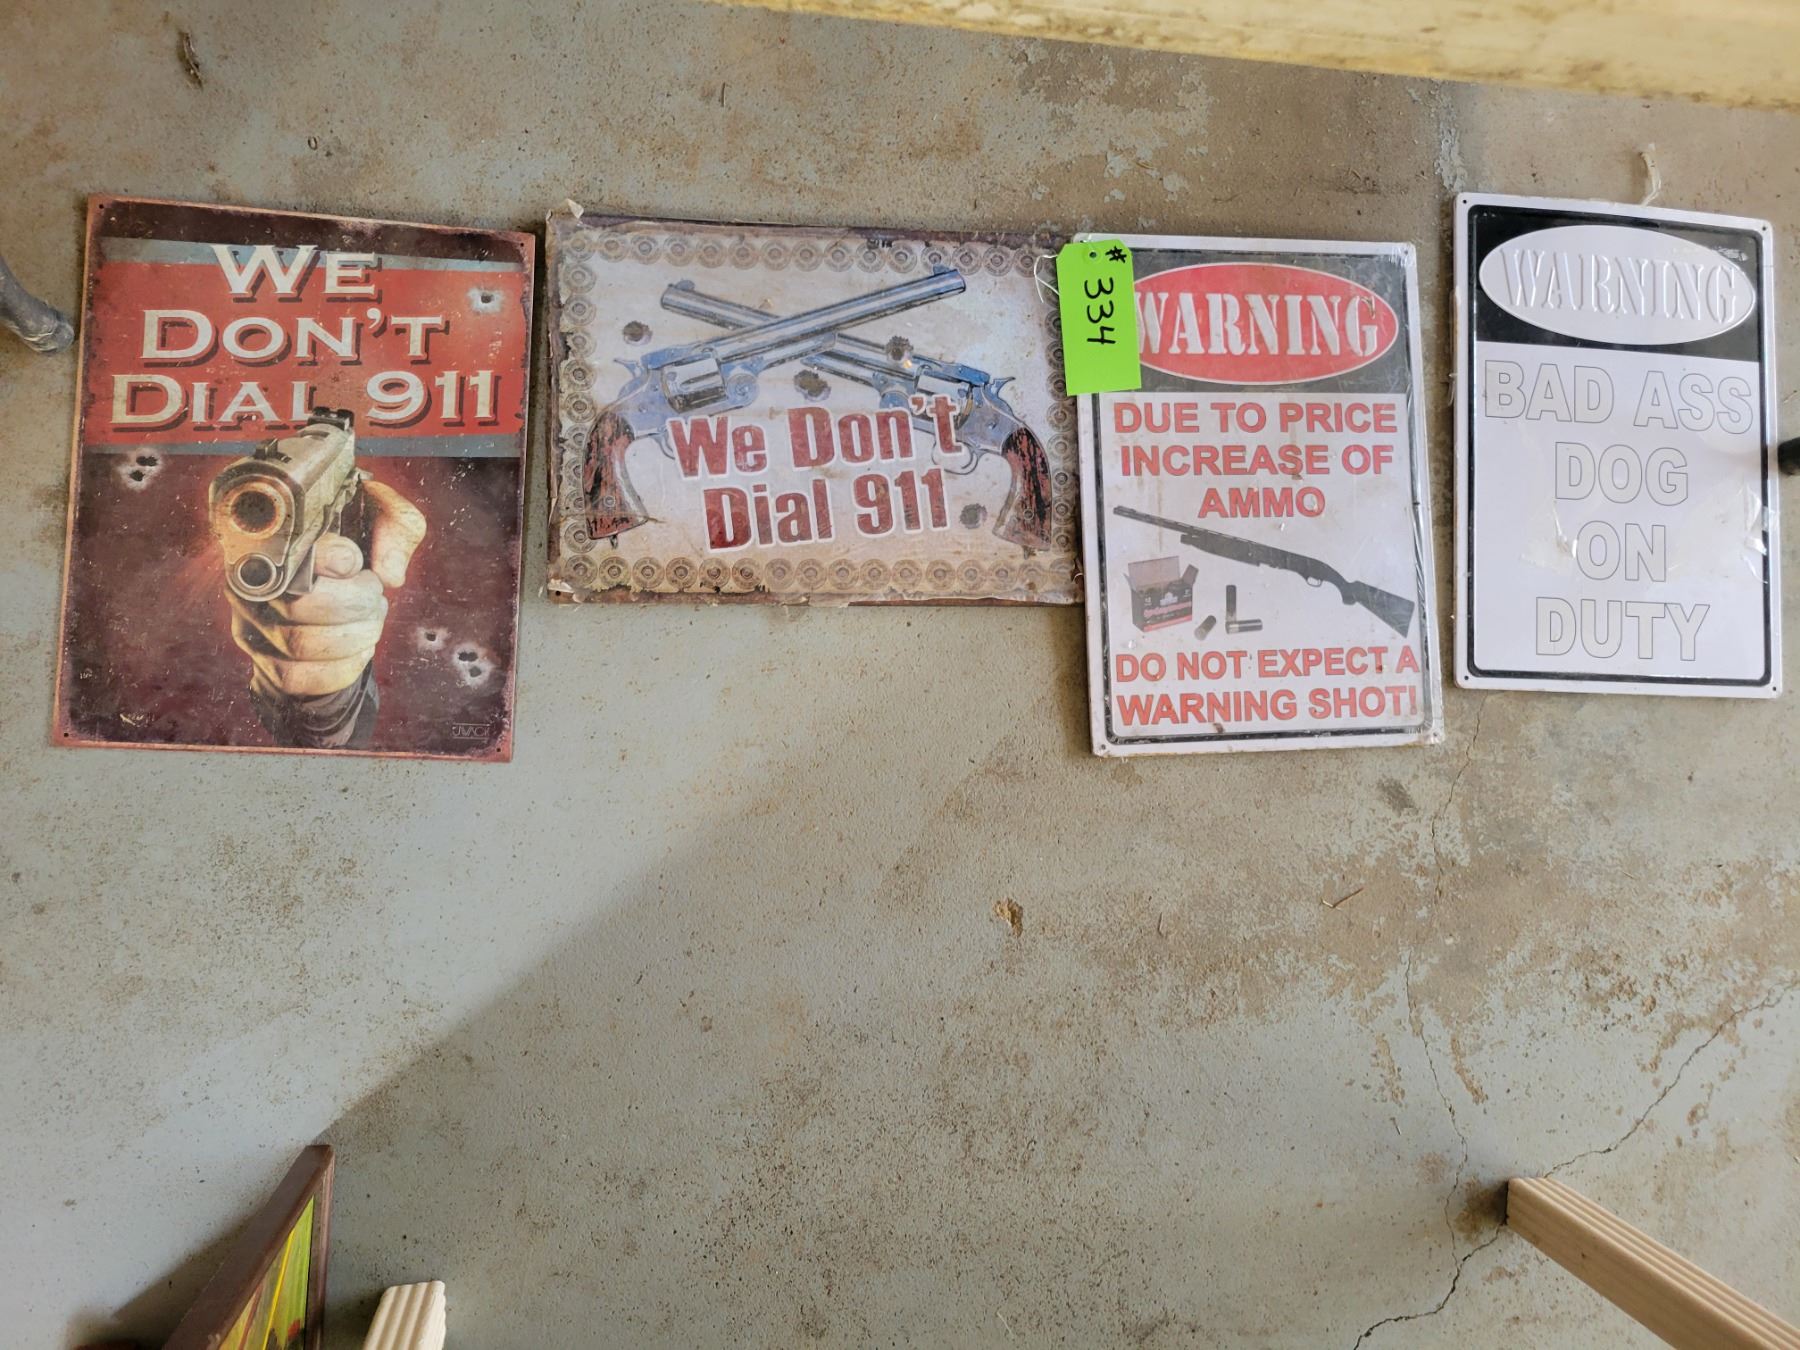 WE
DON'T
DIAL 911
We Don't
Dial 911
# 334
WARNING
DUE TO PRICE
INCREASE OF
AMMO
DO NOT EXPECT A
WARNING SHOT!
WARNING
BAD ASS
DOG
ON
DUTY